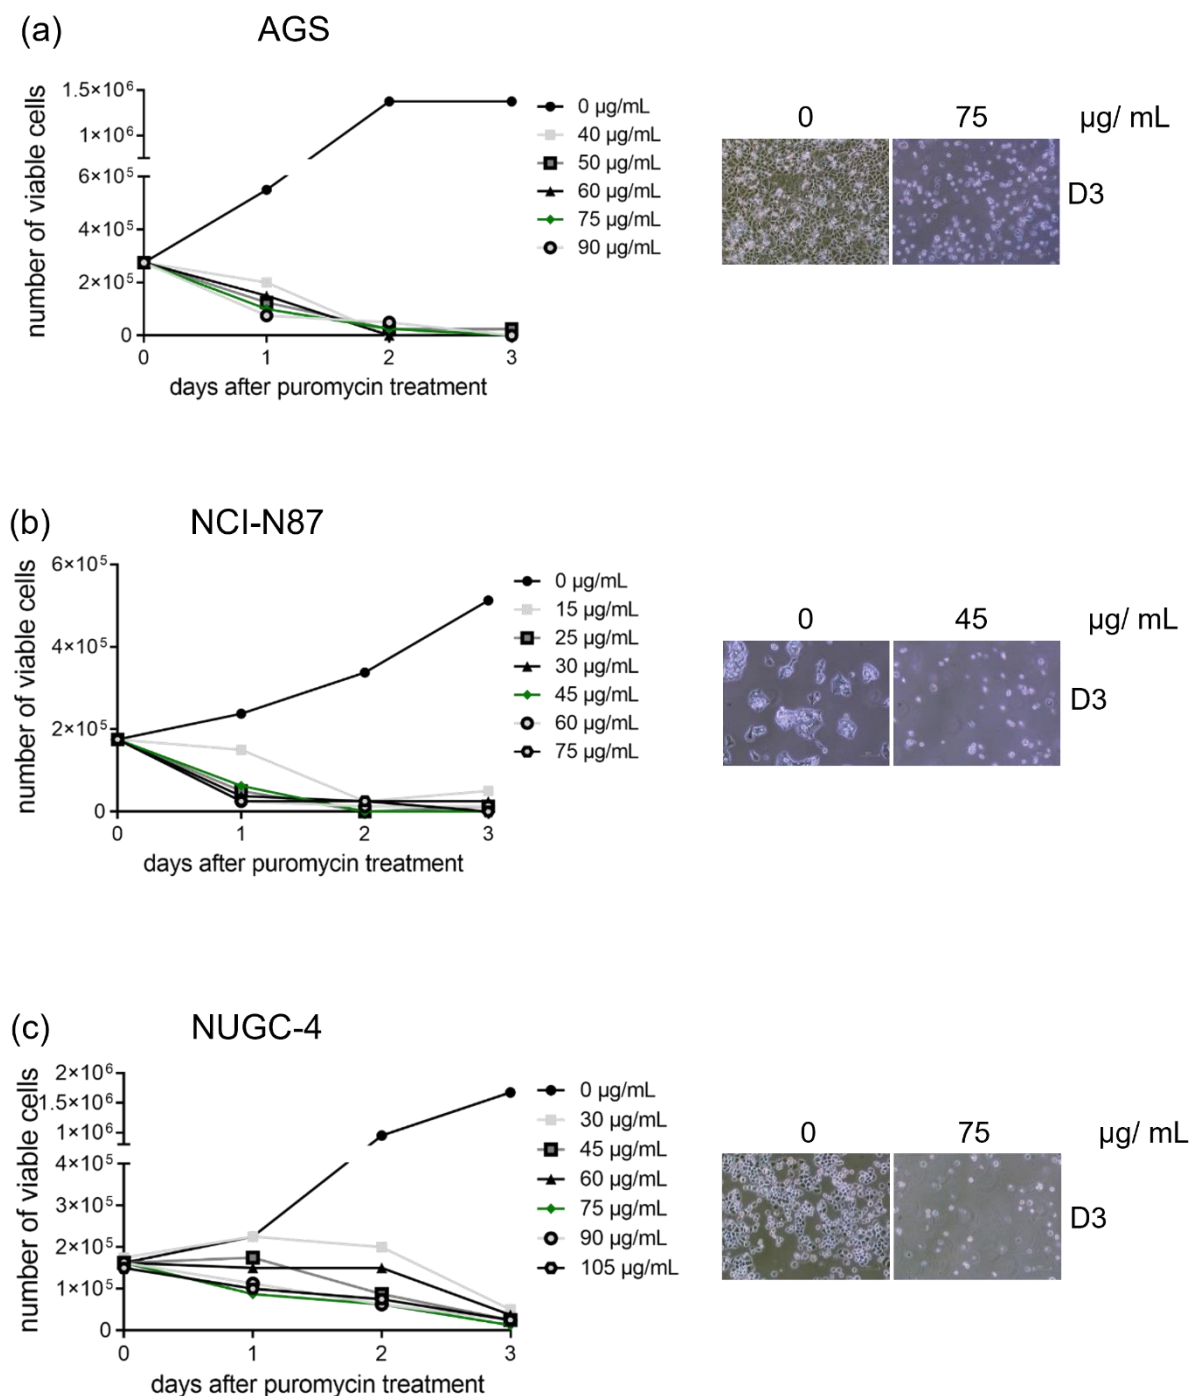 (a) AGS
number of viable cells
1.5×10⁶
1×10⁶
6×10⁵
4×10⁵
2×10⁵
0
0 1 2 3
days after puromycin treatment
0 µg/mL
40 µg/mL
50 µg/mL
60 µg/mL
75 µg/mL
90 µg/mL
0 75 µg/ mL
D3
(b) NCI-N87
number of viable cells
6×10⁵
4×10⁵
2×10⁵
0
0 1 2 3
days after puromycin treatment
0 µg/mL
15 µg/mL
25 µg/mL
30 µg/mL
45 µg/mL
60 µg/mL
75 µg/mL
0 45 µg/ mL
D3
(c) NUGC-4
number of viable cells
2×10⁶
1.5×10⁶
1×10⁶
4×10⁵
3×10⁵
2×10⁵
1×10⁵
0
0 1 2 3
days after puromycin treatment
0 µg/mL
30 µg/mL
45 µg/mL
60 µg/mL
75 µg/mL
90 µg/mL
105 µg/mL
0 75 µg/ mL
D3